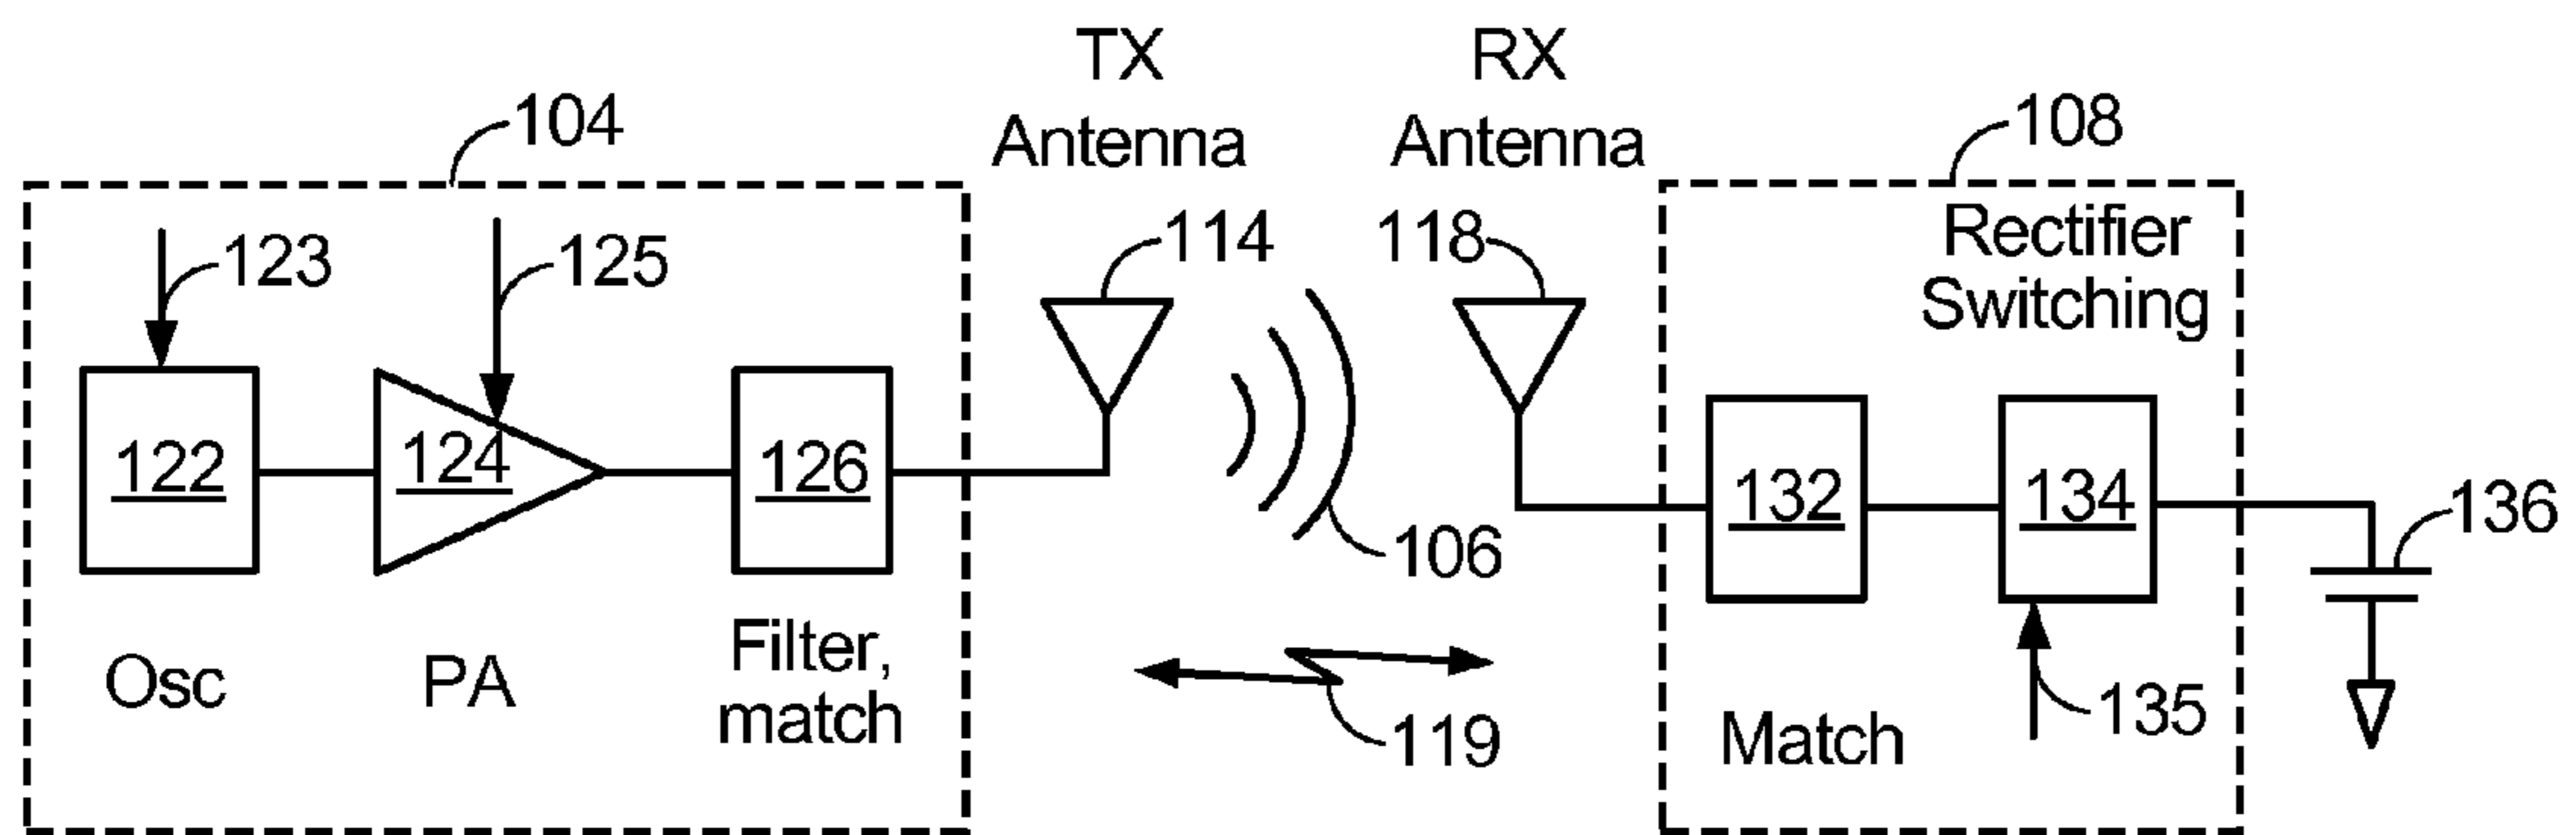 TX
Antenna
RX
Antenna
104
108
123
125
114
118
Rectifier
Switching
122
124
126
132
134
136
106
Osc
PA
Filter,
match
119
Match
135